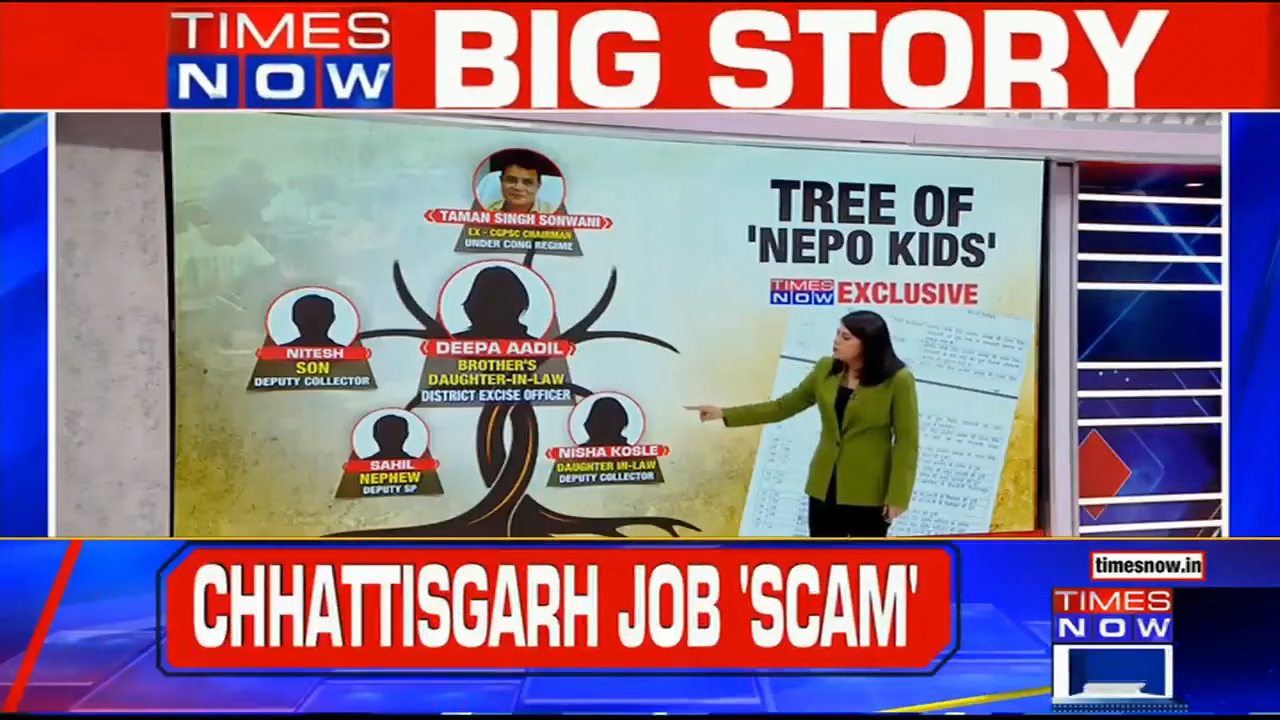 TIMES
NOW
BIG STORY
TAMAN SINGH SONWANI
EX - CGPSC CHAIRMAN
UNDER CONG REGIME
TREE OF
'NEPO KIDS'
TIMES
NOW
EXCLUSIVE
NITESH
SON
DEPUTY COLLECTOR
DEEPA AADIL
BROTHER'S
DAUGHTER-IN-LAW
DISTRICT EXCISE OFFICER
SAHIL
NEPHEW
DEPUTY SP
NISHA KOSLE
DAUGHTER IN-LAW
DEPUTY COLLECTOR
CHHATTISGARH JOB 'SCAM'
timesnow.in
TIMES
NOW